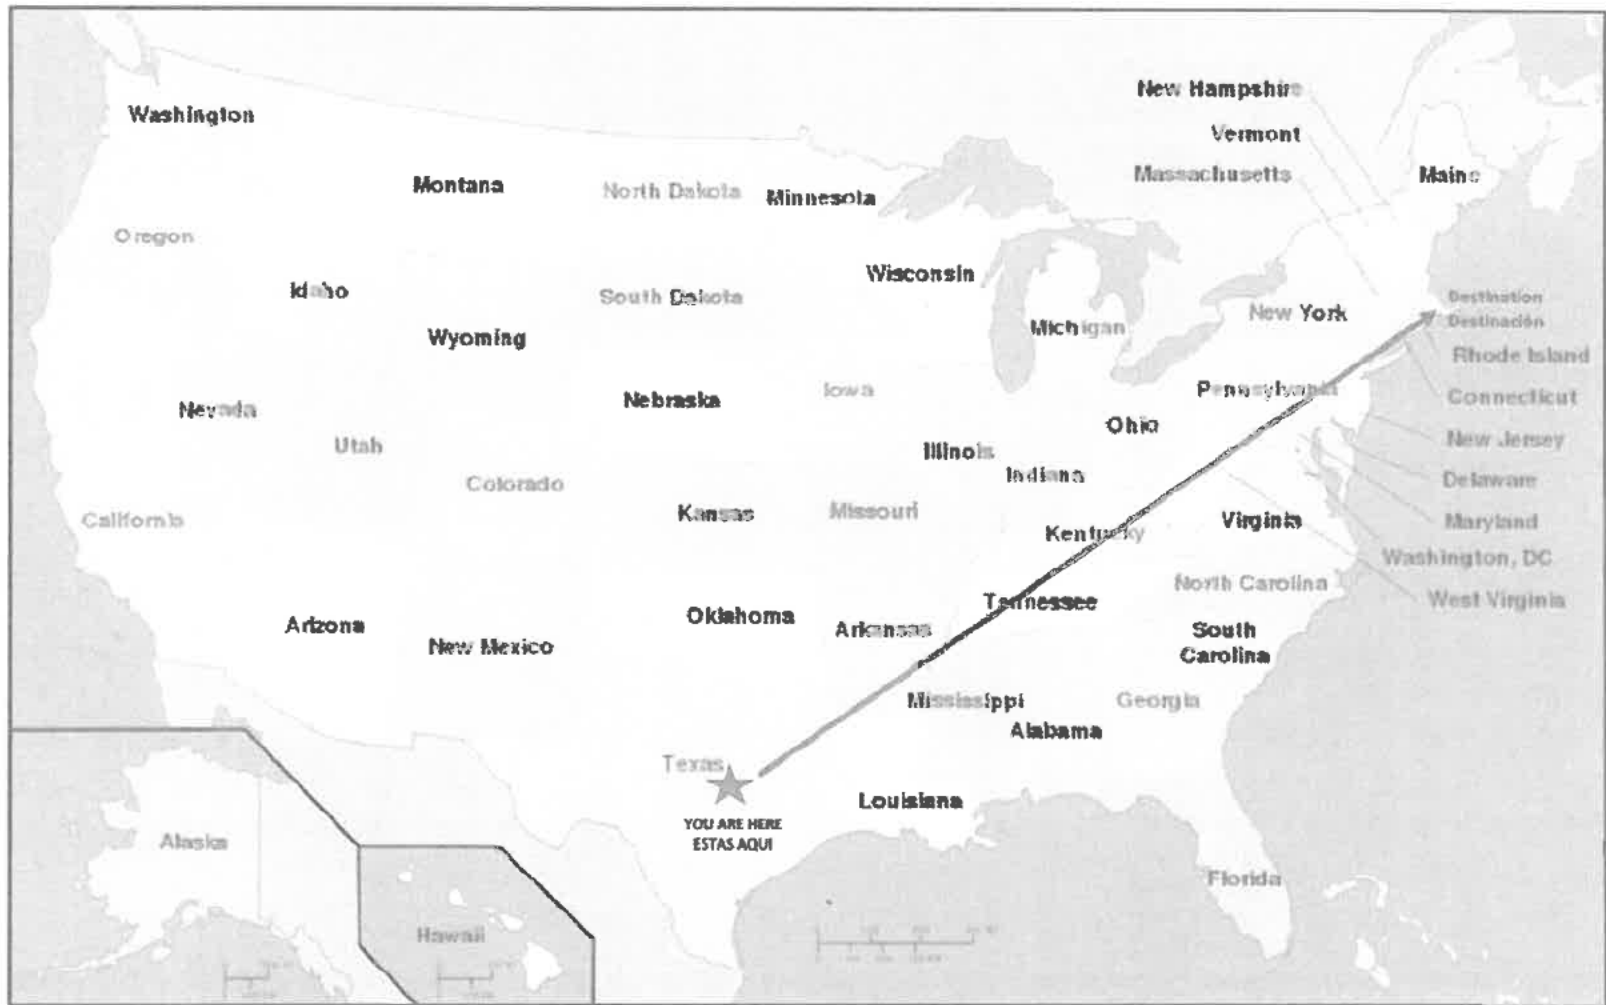 New Hampshire
Washington
Vermont
Massachusetts
Maine
Montana
North Dakota
Minnesota
Oregon
Wisconsin
Idaho
South Dakota
Destination
New York
Destinación
Michigan
Wyoming
Rhode Island
Iowa
Pennsylvania
Nebraska
Connecticut
Nevada
Ohio
New Jersey
Utah
Illinois
Indiana
Delaware
Colorado
Missouri
Kansas
California
Virginia
Maryland
Kentucky
Washington, DC
North Carolina
Tennessee
West Virginia
Oklahoma
Arizona
Arkansas
South
Carolina
New Mexico
Mississippi
Georgia
Alabama
Texas
Louisiana
YOU ARE HERE
ESTAS AQUI
Alaska
Florida
Hawaii